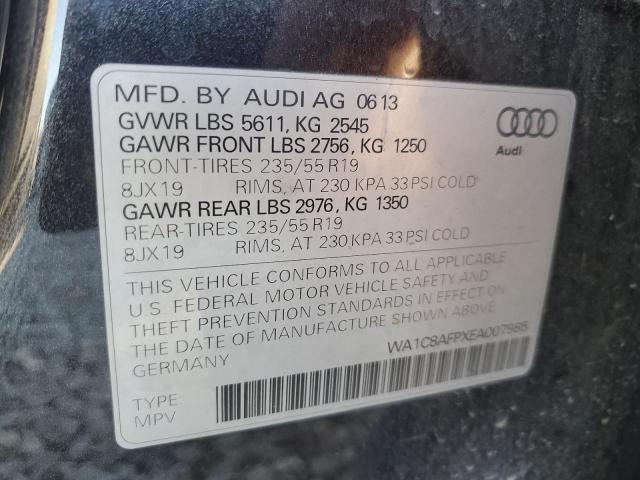 MFD. BY AUDI AG 0613
GVWR LBS 5611, KG 2545
GAWR FRONT LBS 2756, KG 1250
FRONT-TIRES 235/55 R19
8JX19 RIMS, AT 230 KPA 33 PSI COLD
GAWR REAR LBS 2976, KG 1350
REAR-TIRES 235/55 R19
8JX19 RIMS, AT 230 KPA 33 PSI COLD
Audi
THIS VEHICLE CONFORMS TO ALL APPLICABLE
U.S. FEDERAL MOTOR VEHICLE SAFETY AND
THEFT PREVENTION STANDARDS IN EFFECT ON
THE DATE OF MANUFACTURE SHOWN ABOVE
GERMANY
WA1C8AFPXEA007985
TYPE
MPV